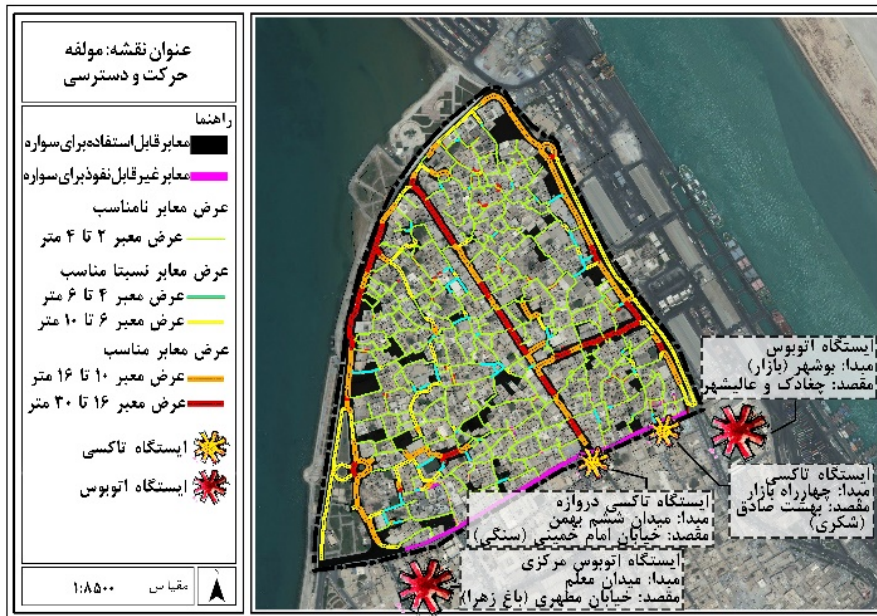 عنوان نقشه: مولفه
حرکت و دسترسی
راهنما
معابر قابل استفاده برای سواره
معابر غیر قابل نفوذ برای سواره
عرض معابر نامناسب
عرض معبر ۲ تا ۴ متر
عرض معابر نسبتا مناسب
عرض معبر ۴ تا ۶ متر
عرض معبر ۶ تا ۱۰ متر
عرض معابر مناسب
عرض معبر ۱۰ تا ۱۶ متر
عرض معبر ۱۶ تا ۳۰ متر
ایستگاه تاکسی
ایستگاه اتوبوس
مقیاس
۱:۸۵۰۰
ایستگاه اتوبوس
مبدا: بوشهر (بازار)
مقصد: چغادک و عالیشهر
ایستگاه تاکسی
مبدا: چهارراه بازار
مقصد: بهشت صادق
(شکری)
ایستگاه تاکسی دروازه
مبدا: میدان ششم بهمن
مقصد: خیابان امام خمینی (سنگی)
ایستگاه اتوبوس مرکزی
مبدا: میدان معلم
مقصد: خیابان مطهری (باغ زهرا)